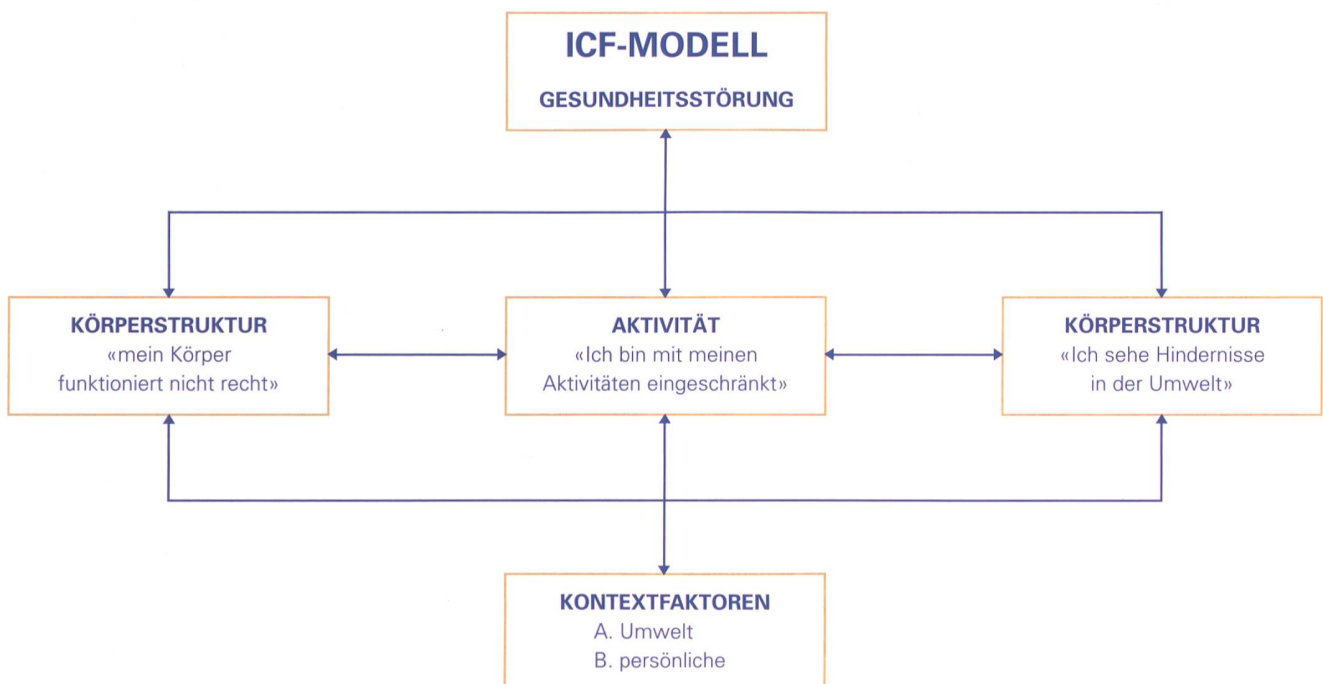 ICF-MODELL
GESUNDHEITSSTÖRUNG
KÖRPERSTRUKTUR
«mein Körper
funktioniert nicht recht»
AKTIVITÄT
«Ich bin mit meinen
Aktivitäten eingeschränkt»
KÖRPERSTRUKTUR
«Ich sehe Hindernisse
in der Umwelt»
KONTEXTFAKTOREN
A. Umwelt
B. persönliche